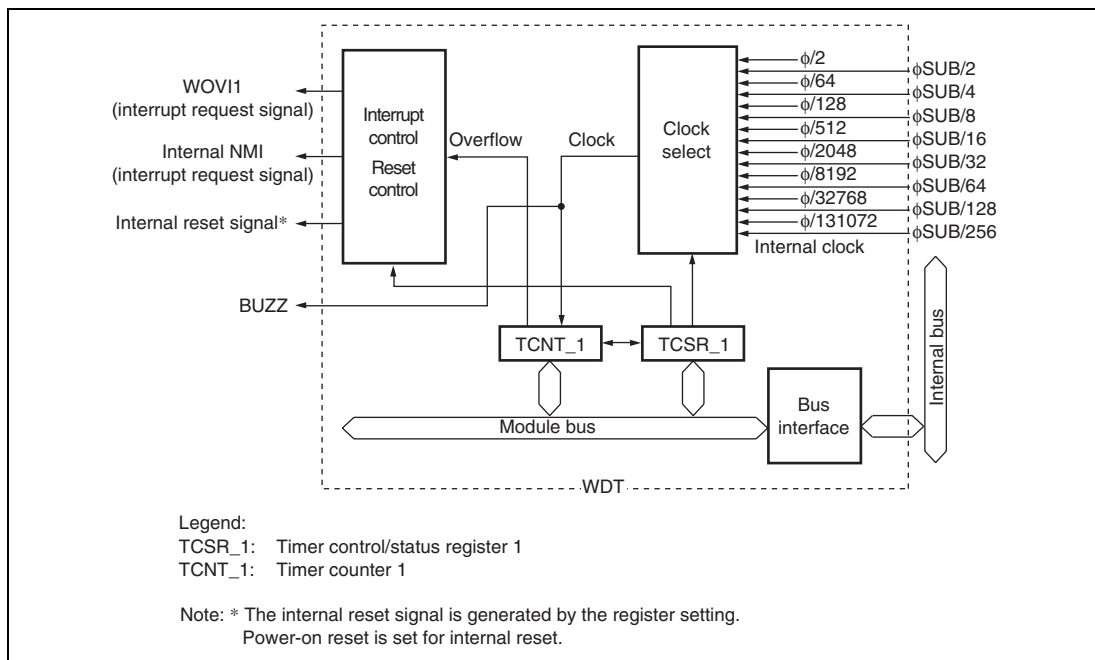 WOVI1
(interrupt request signal)
Internal NMI
(interrupt request signal)
Internal reset signal*
BUZZ
Interrupt
control
Reset
control
Overflow
Clock
Clock
select
ϕ/2
ϕSUB/2
ϕ/64
ϕSUB/4
ϕ/128
ϕSUB/8
ϕ/512
ϕSUB/16
ϕ/2048
ϕSUB/32
ϕ/8192
ϕSUB/64
ϕ/32768
ϕSUB/128
ϕ/131072
ϕSUB/256
Internal clock
TCNT_1
TCSR_1
Module bus
Bus
interface
Internal bus
WDT
Legend:
TCSR_1: Timer control/status register 1
TCNT_1: Timer counter 1
Note: * The internal reset signal is generated by the register setting.
Power-on reset is set for internal reset.